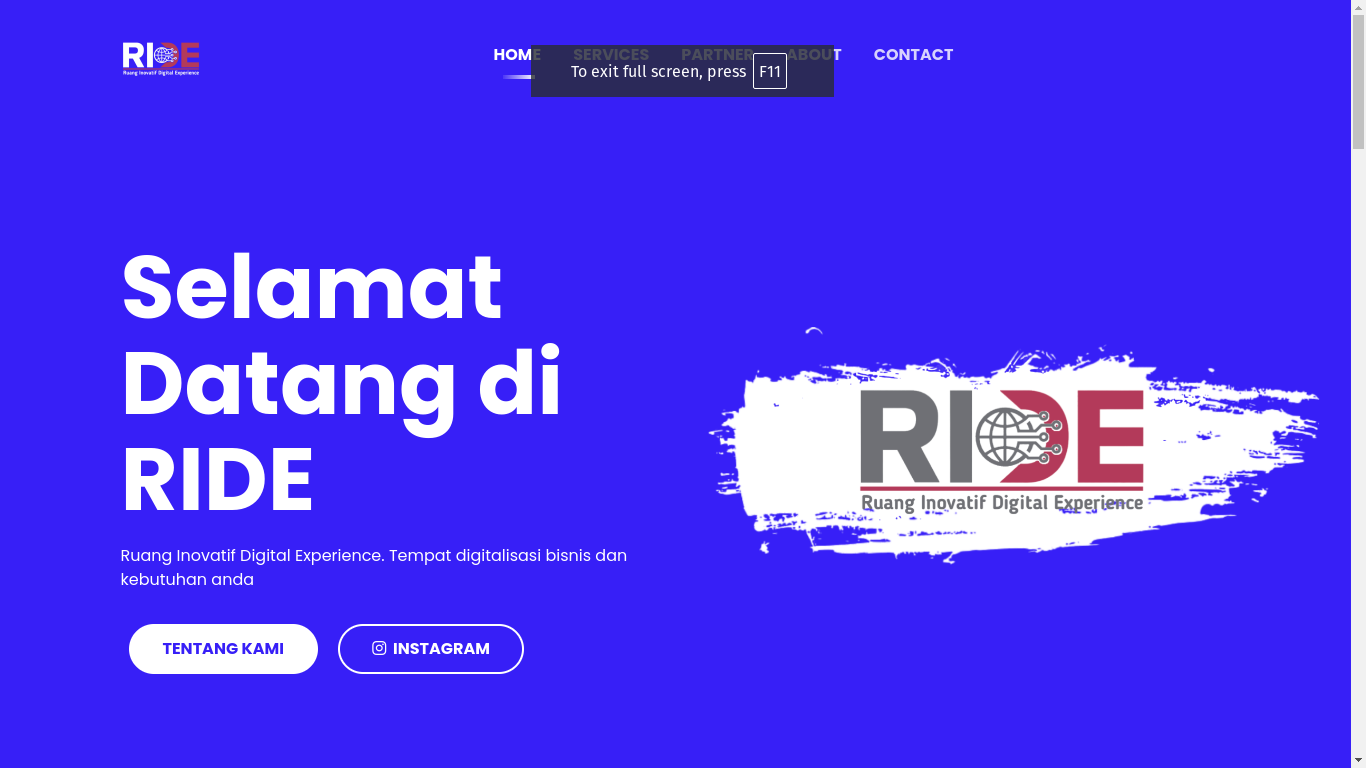 RIDE
Ruang Inovatif Digital Experience
HOME SERVICES PARTNER ABOUT CONTACT
To exit full screen, press F11
Selamat
Datang di
RIDE
RIDE
Ruang Inovatif Digital Experience
Ruang Inovatif Digital Experience. Tempat digitalisasi bisnis dan
kebutuhan anda
TENTANG KAMI
INSTAGRAM